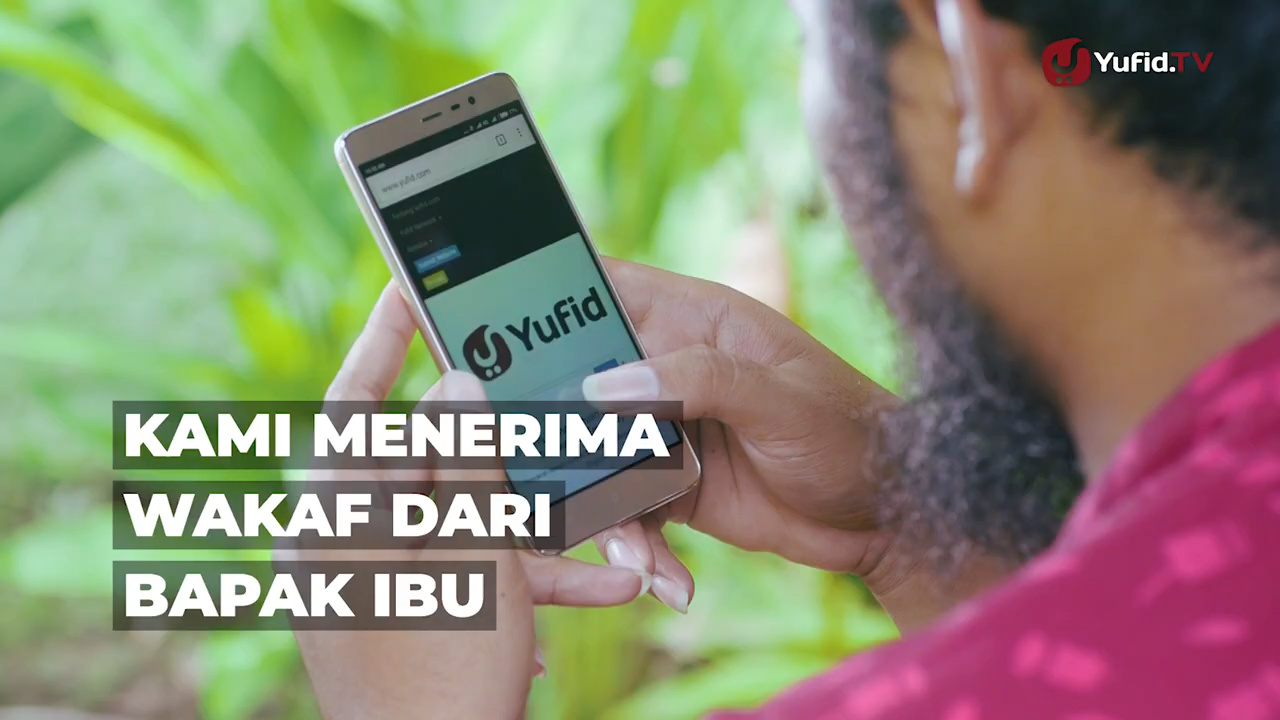 Yufid.TV
www.yufid.com
Yufid
KAMI MENERIMA
WAKAF DARI
BAPAK IBU